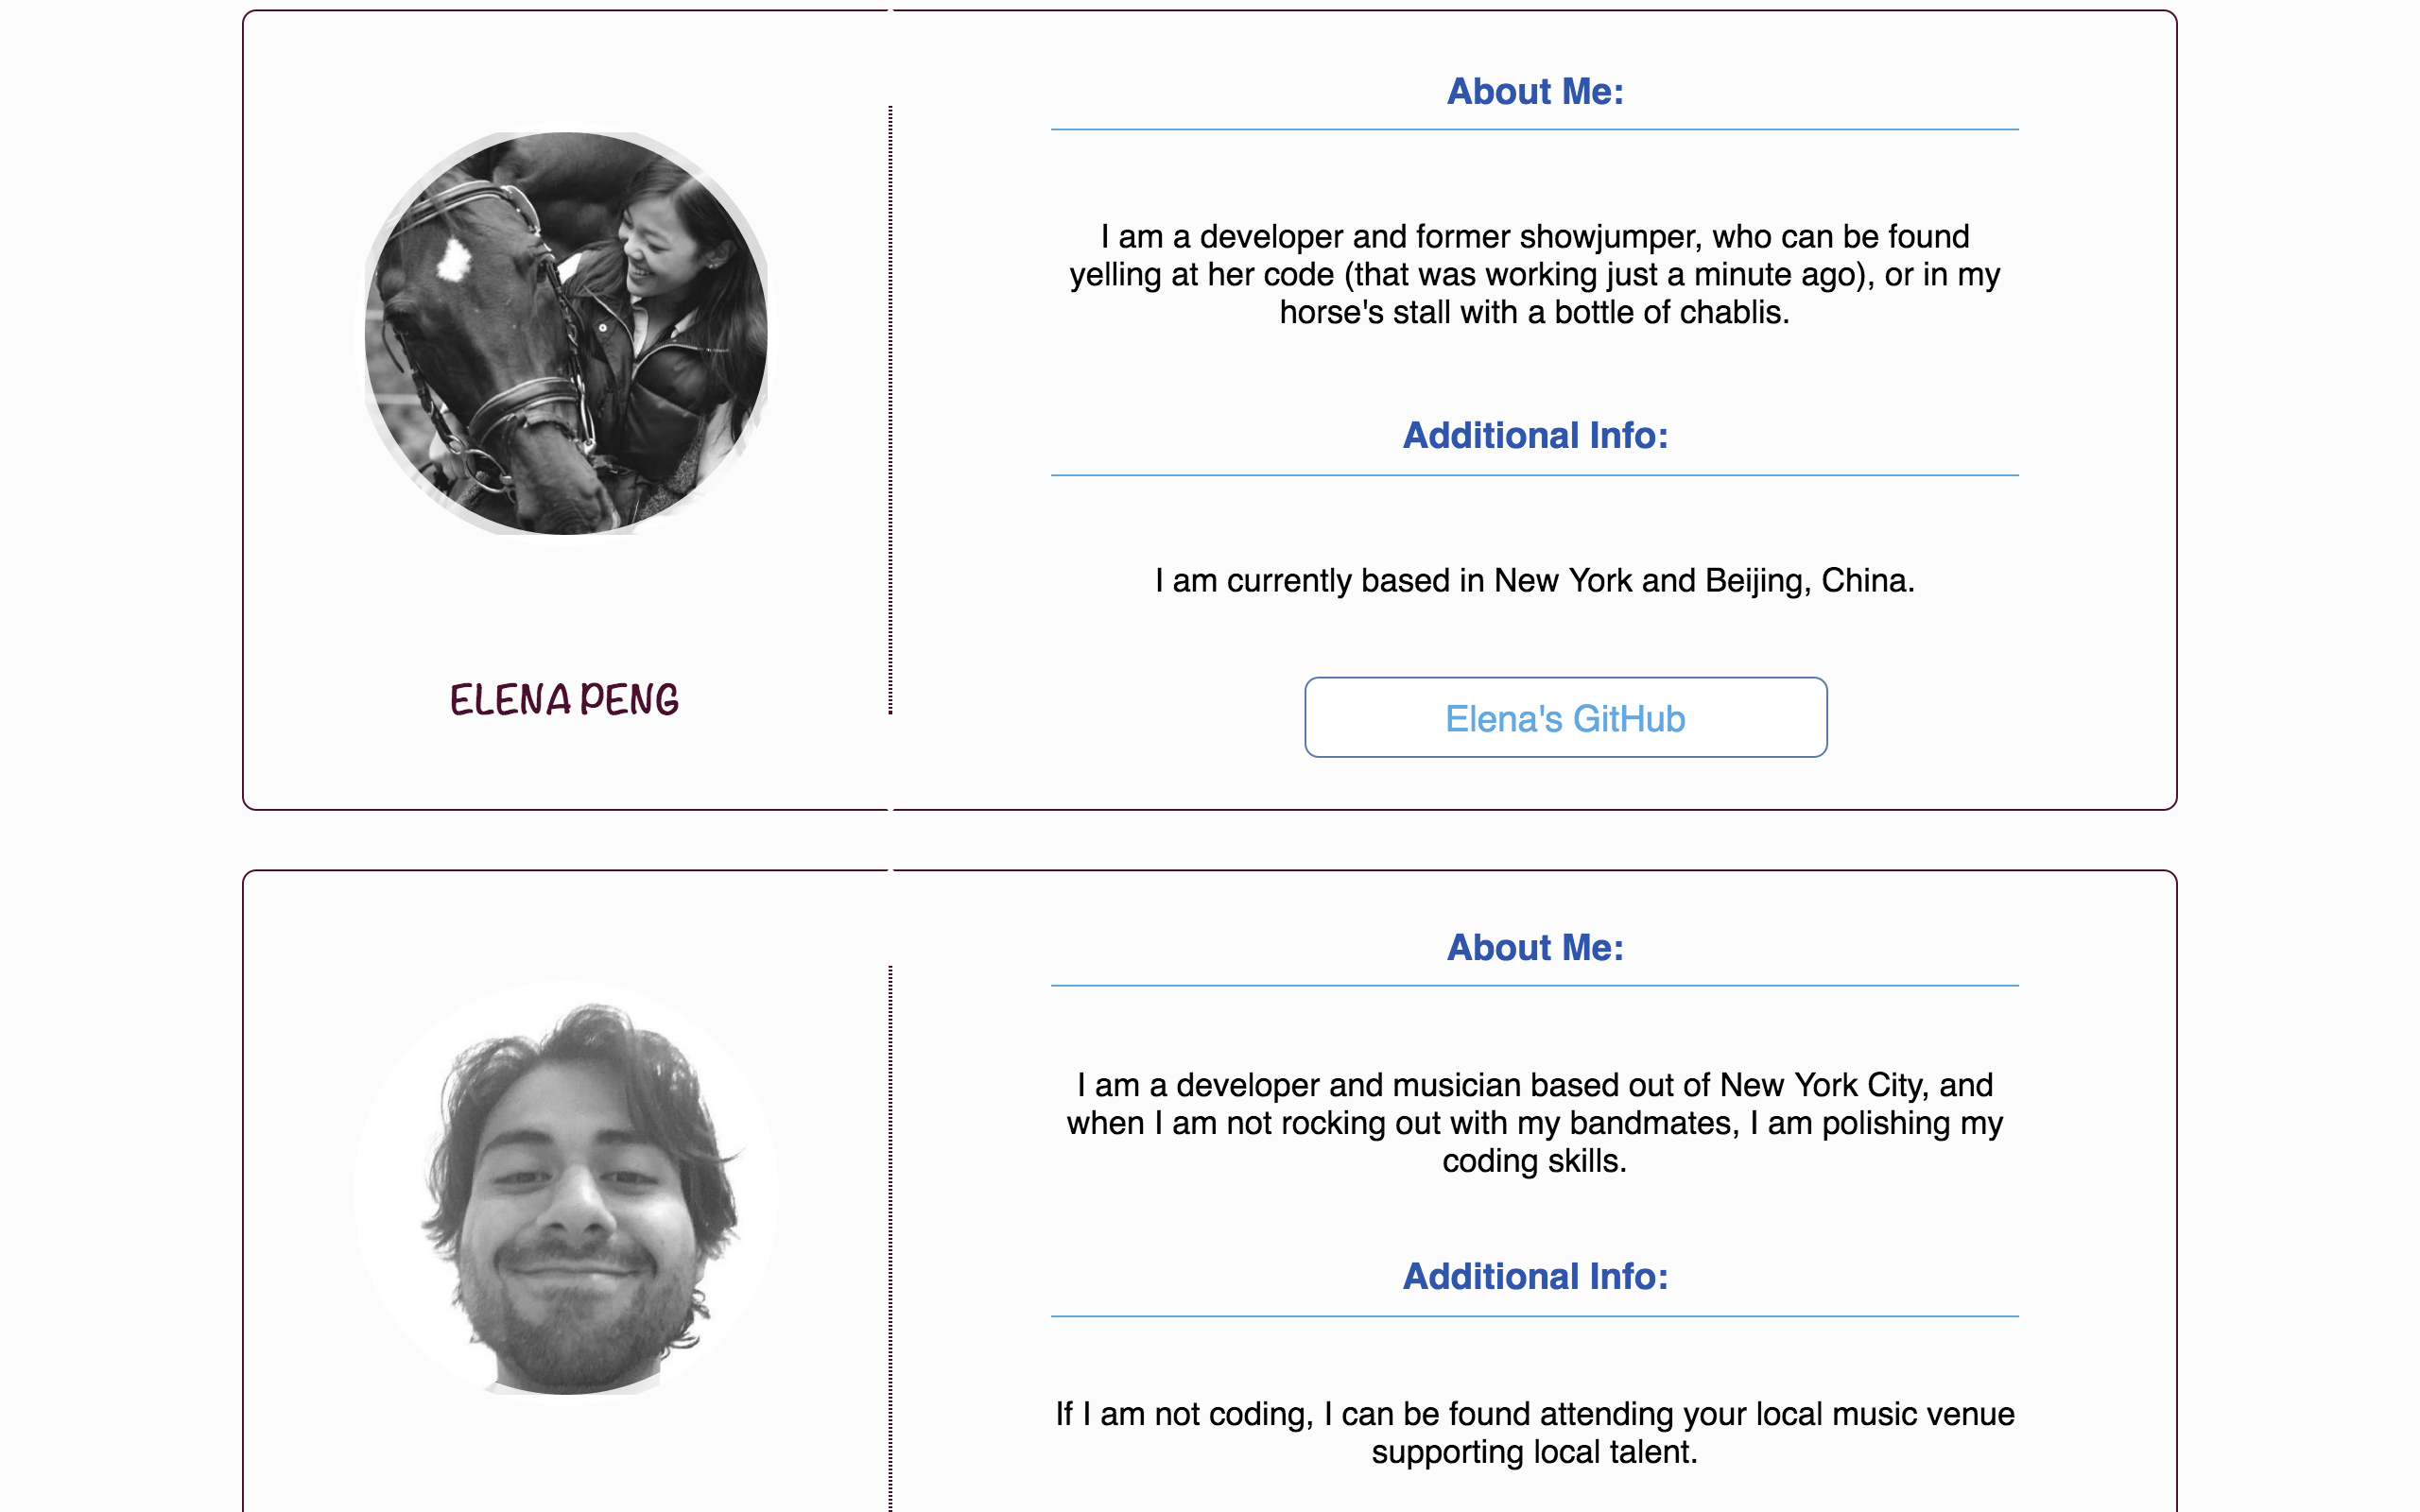 About Me:
I am a developer and former showjumper, who can be found
yelling at her code (that was working just a minute ago), or in my
horse's stall with a bottle of chablis.
Additional Info:
I am currently based in New York and Beijing, China.
ELENA PENG
Elena's GitHub
About Me:
I am a developer and musician based out of New York City, and
when I am not rocking out with my bandmates, I am polishing my
coding skills.
Additional Info:
If I am not coding, I can be found attending your local music venue
supporting local talent.